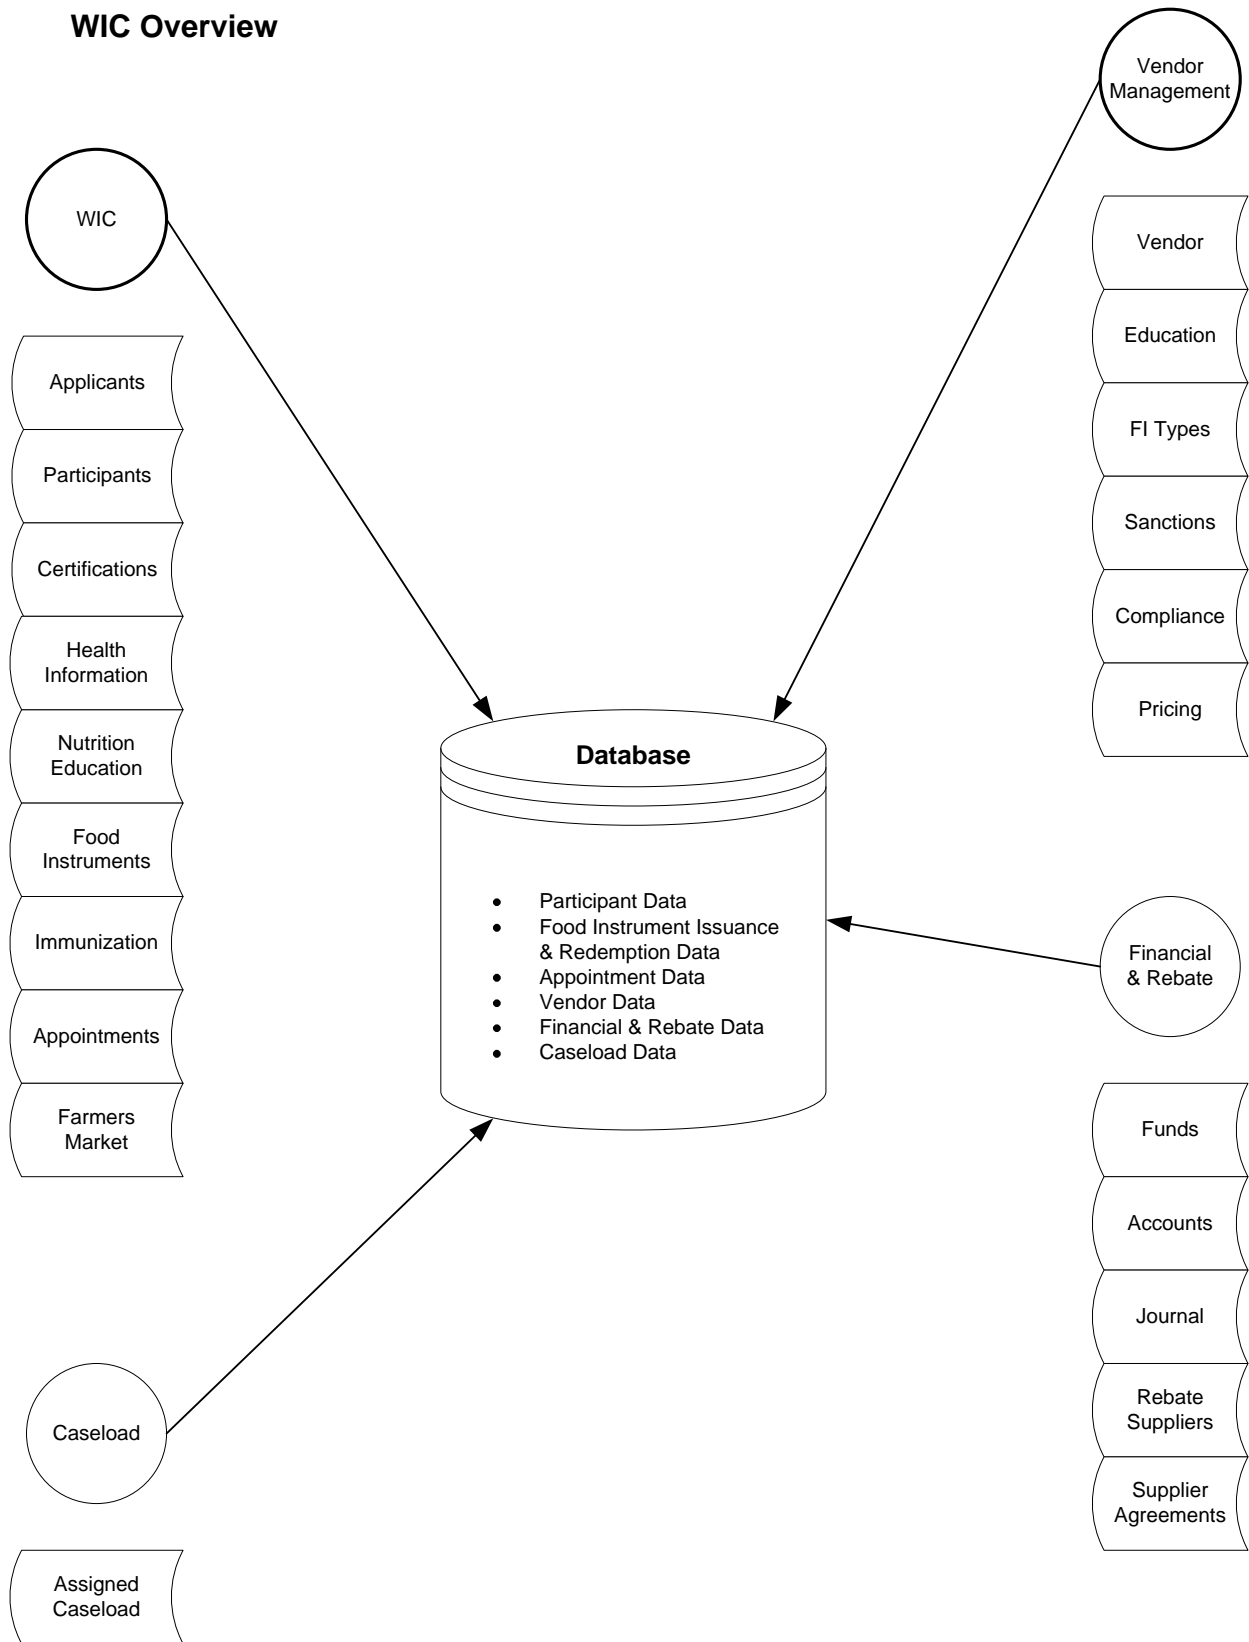 WIC Overview
Vendor
Management
WIC
Vendor
Education
FI Types
Sanctions
Compliance
Pricing
Applicants
Participants
Certifications
Health
Information
Nutrition
Education
Food
Instruments
Immunization
Appointments
Farmers
Market
Database
• Participant Data
• Food Instrument Issuance
& Redemption Data
• Appointment Data
• Vendor Data
• Financial & Rebate Data
• Caseload Data
Financial
& Rebate
Funds
Accounts
Journal
Rebate
Suppliers
Supplier
Agreements
Caseload
Assigned
Caseload